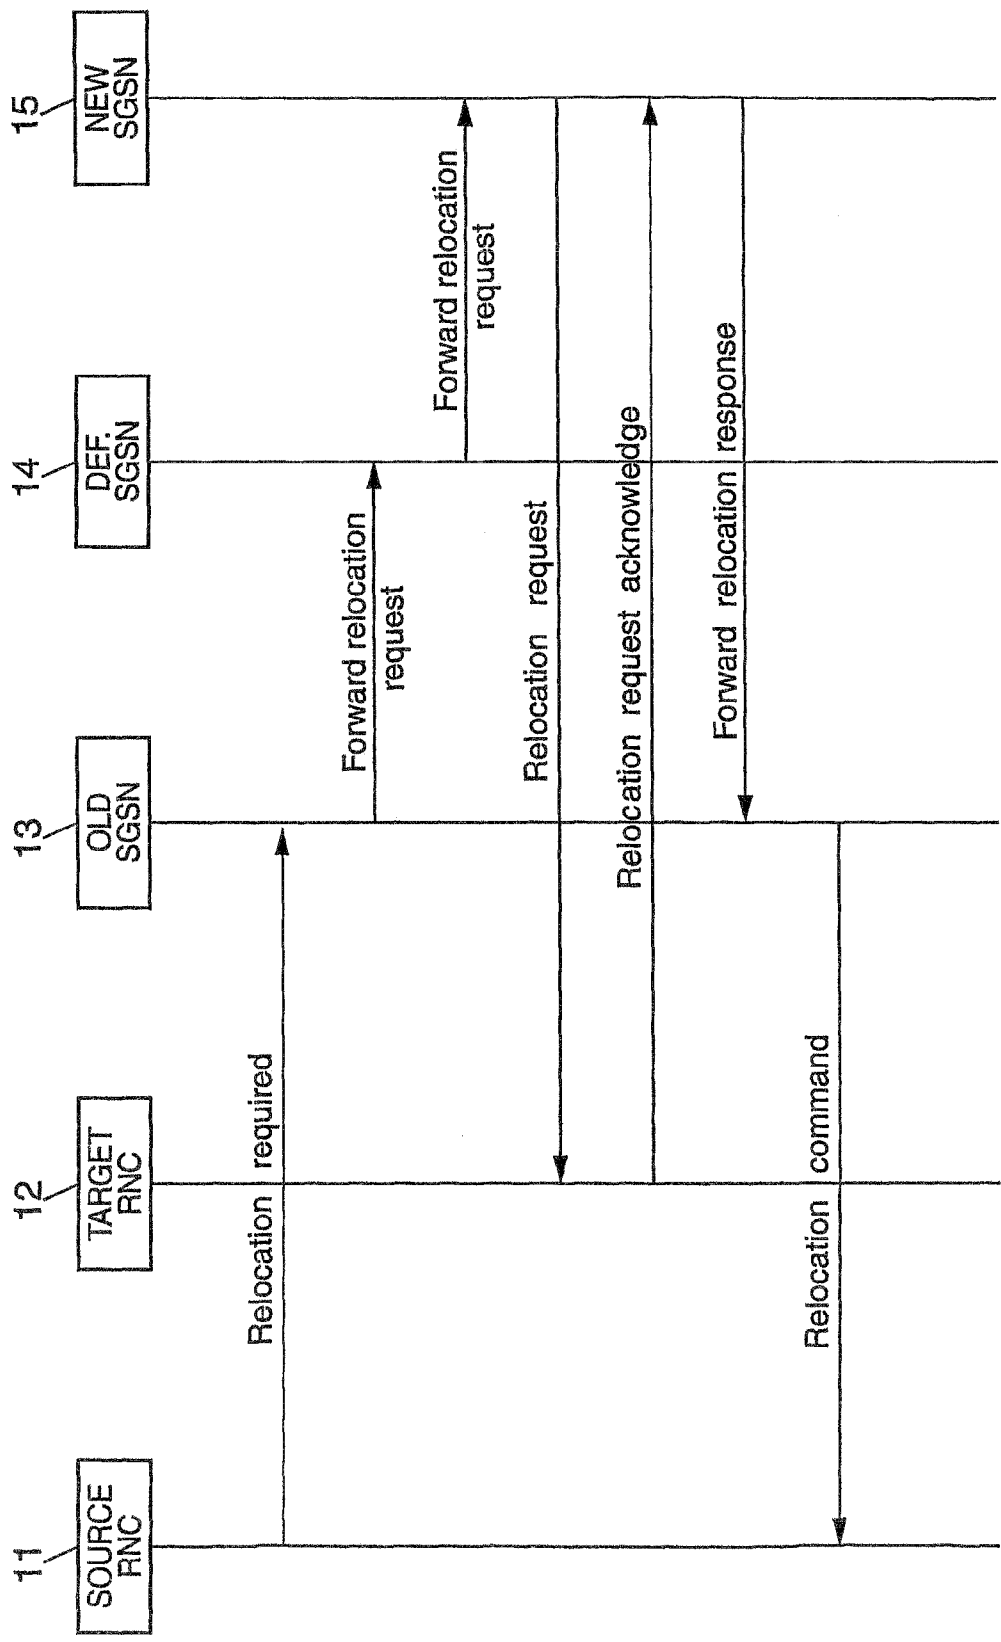 11
12
13
14
15
SOURCE
RNC
TARGET
RNC
OLD
SGSN
DEF.
SGSN
NEW
SGSN
Relocation required
Forward relocation
request
Forward relocation
request
Relocation request
Relocation request acknowledge
Forward relocation response
Relocation command